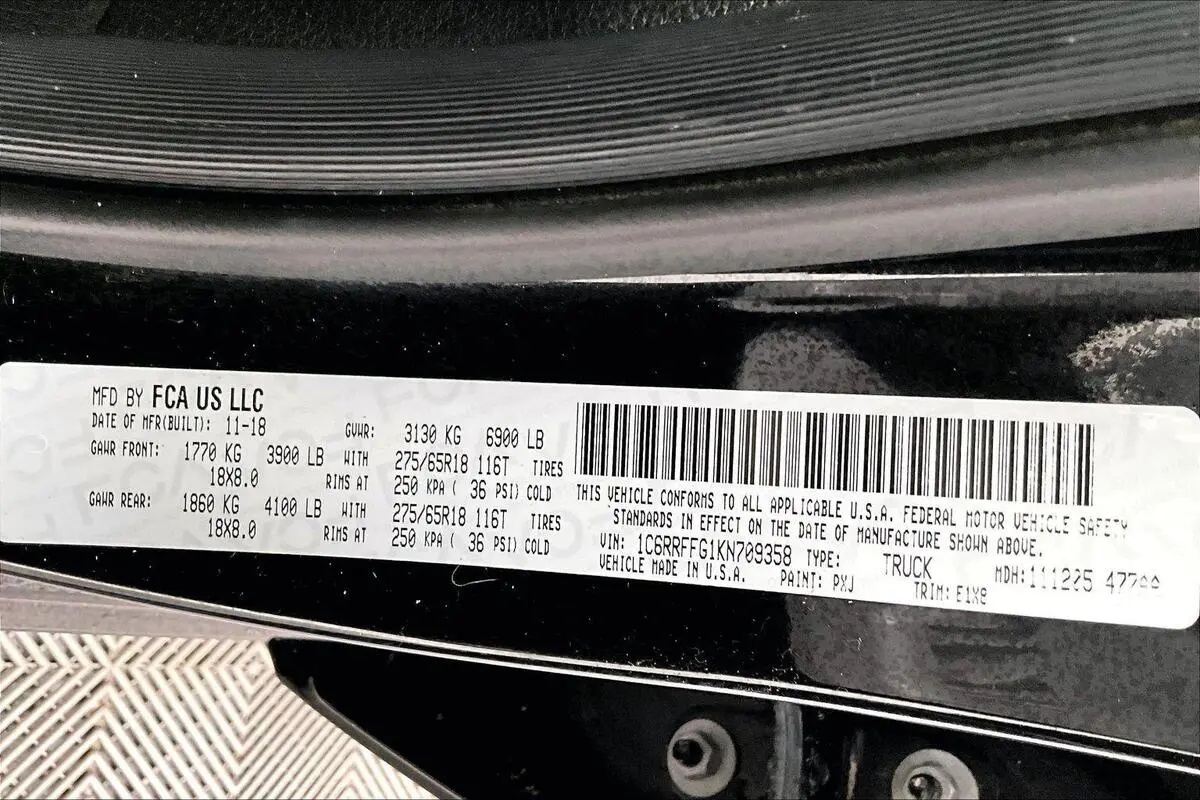 MFD BY FCA US LLC
DATE OF MFR(BUILT): 11-18 GVWR: 3130 KG 6900 LB
GAWR FRONT: 1770 KG 3900 LB WITH 275/65R18 116T TIRES
18X8.0 RIMS AT 250 KPA ( 36 PSI) COLD
GAWR REAR: 1860 KG 4100 LB WITH 275/65R18 116T TIRES
18X8.0 RIMS AT 250 KPA ( 36 PSI) COLD
THIS VEHICLE CONFORMS TO ALL APPLICABLE U.S.A. FEDERAL MOTOR VEHICLE SAFETY
STANDARDS IN EFFECT ON THE DATE OF MANUFACTURE SHOWN ABOVE.
VIN: 1C6RRFFG1KN709358 TYPE: TRUCK MDH:
VEHICLE MADE IN U.S.A. PAINT: PXJ TRIM: E1X8